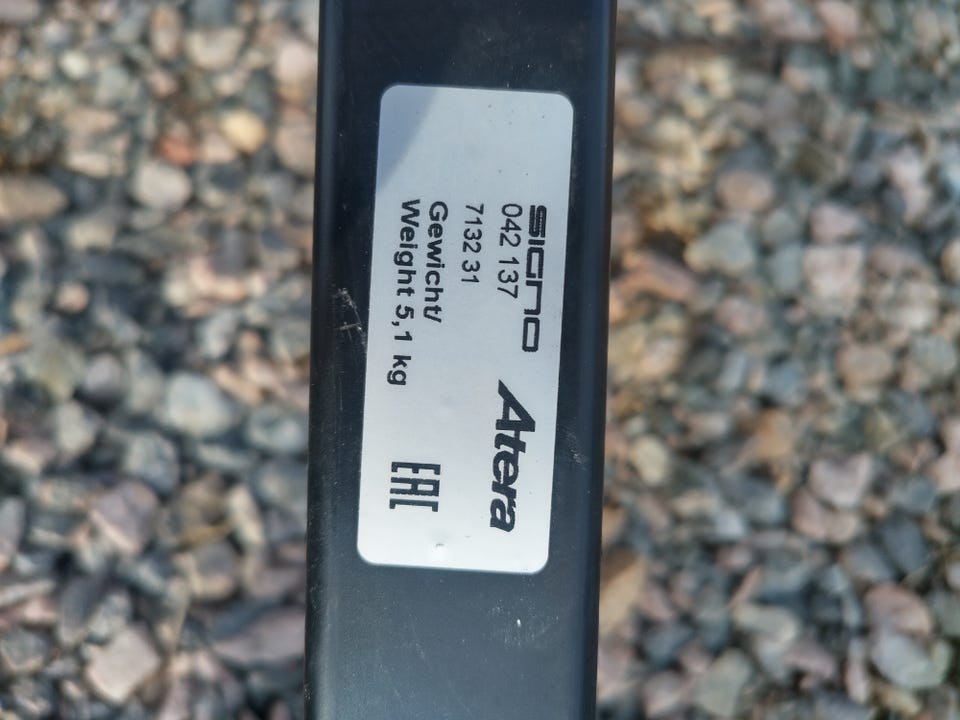 SIGNO Atera
042 137
7132 31
Gewicht/
Weight 5,1 kg
EAC